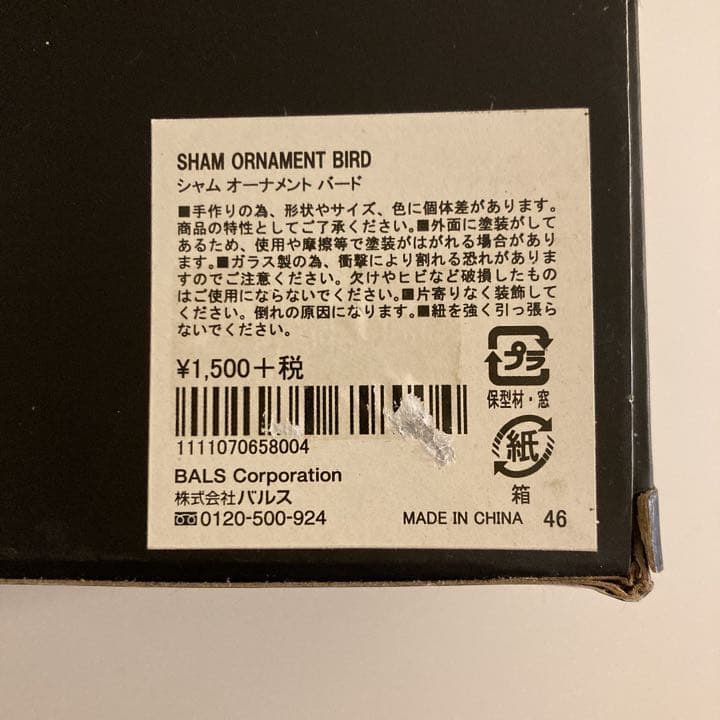 SHAM ORNAMENT BIRD
シャム オーナメント バード
■手作りの為、形状やサイズ、色に個体差があります。
商品の特性としてご了承ください。■外面に塗装がして
あるため、使用や摩擦等で塗装がはがれる場合があり
ます。■ガラス製の為、衝撃により割れる恐れがあり
ますのでご注意ください。欠けやヒビなど破損したもの
はご使用にならないでください。■片寄りなく装飾して
ください。倒れの原因になります。■紐を強く引っ張ら
ないでください。
¥1,500+税
プラ
保型材・窓
1111070658004
紙
箱
BALS Corporation
株式会社バルス
0120-500-924
MADE IN CHINA 46